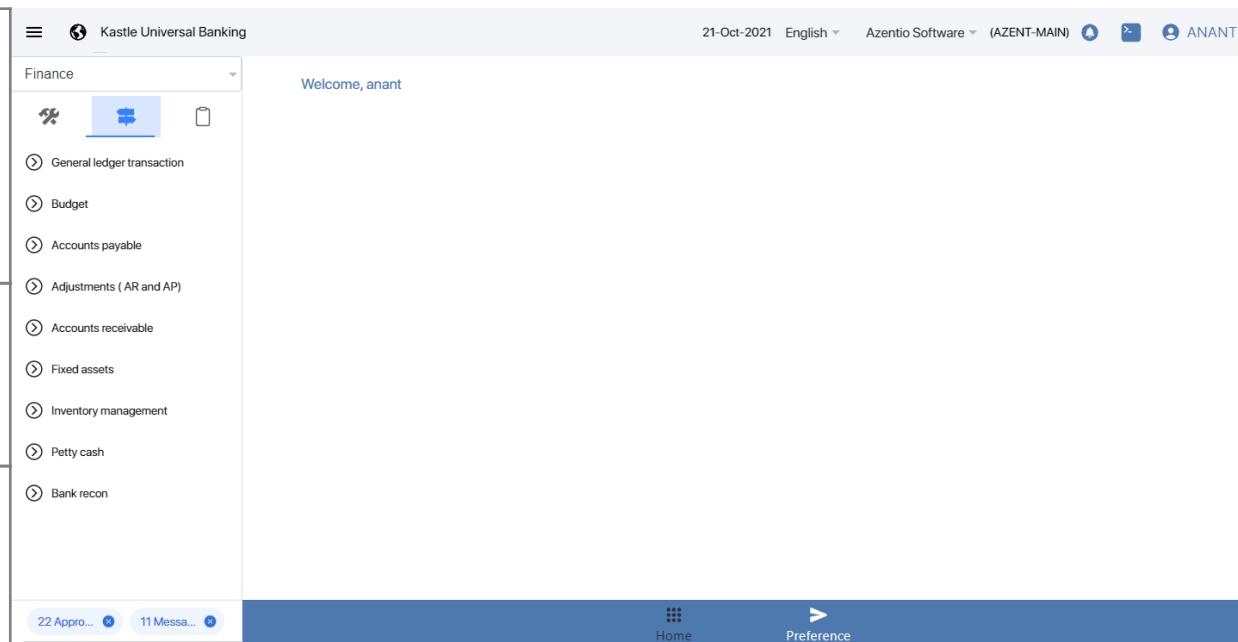 Kastle Universal Banking
21-Oct-2021 English Azentio Software (AZENT-MAIN) ANANT
Finance
Welcome, anant
General ledger transaction
Budget
Accounts payable
Adjustments ( AR and AP)
Accounts receivable
Fixed assets
Inventory management
Petty cash
Bank recon
22 Appro... 11 Messa...
Home Preference